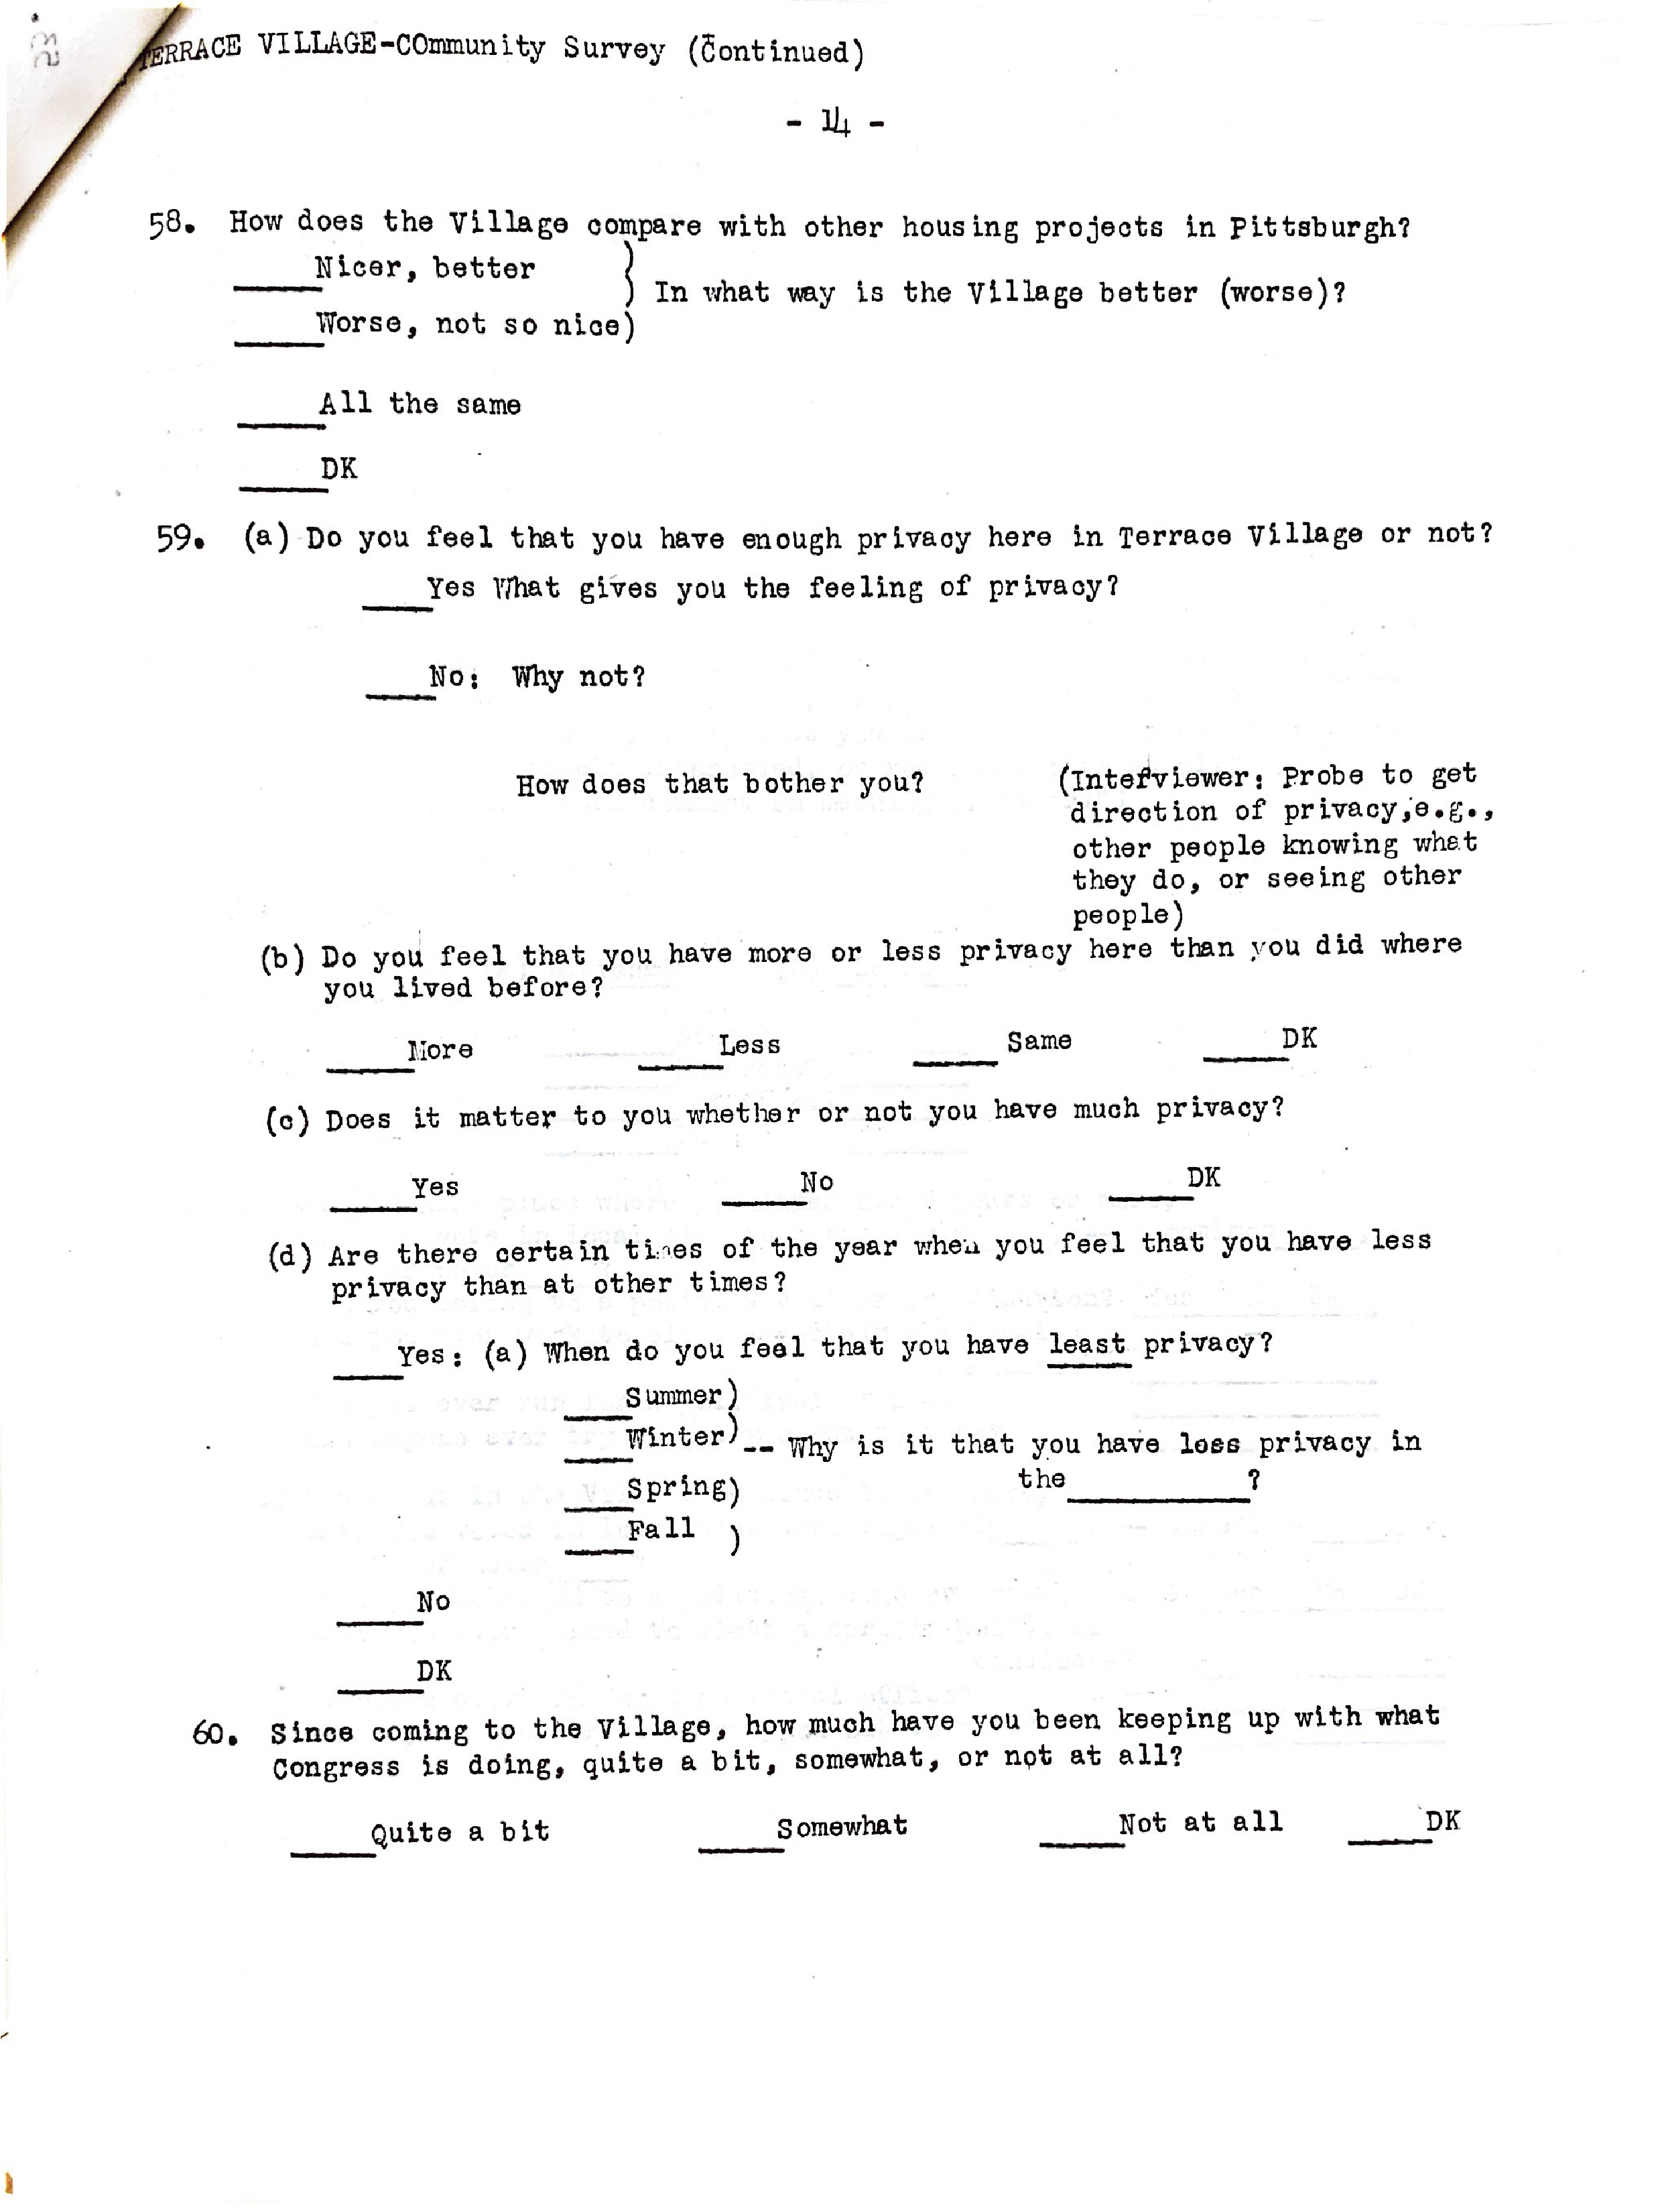 TERRACE VILLAGE-COmmunity Survey (Continued)
- 14 -
58. How does the Village compare with other housing projects in Pittsburgh?
____Nicer, better )
In what way is the Village better (worse)?
____Worse, not so nice)
____All the same
____DK
59. (a) Do you feel that you have enough privacy here in Terrace Village or not?
____Yes What gives you the feeling of privacy?
____No: Why not?
How does that bother you? (Interviewer: Probe to get
direction of privacy,e.g.,
other people knowing what
they do, or seeing other
people)
(b) Do you feel that you have more or less privacy here than you did where
you lived before?
____More ____Less ____Same ____DK
(c) Does it matter to you whether or not you have much privacy?
____Yes ____No ____DK
(d) Are there certain times of the year when you feel that you have less
privacy than at other times?
____Yes: (a) When do you feel that you have least privacy?
____Summer)
____Winter)-- Why is it that you have less privacy in
the__________?
____Spring)
____Fall )
____No
____DK
60. Since coming to the Village, how much have you been keeping up with what
Congress is doing, quite a bit, somewhat, or not at all?
____Quite a bit ____Somewhat ____Not at all ____DK